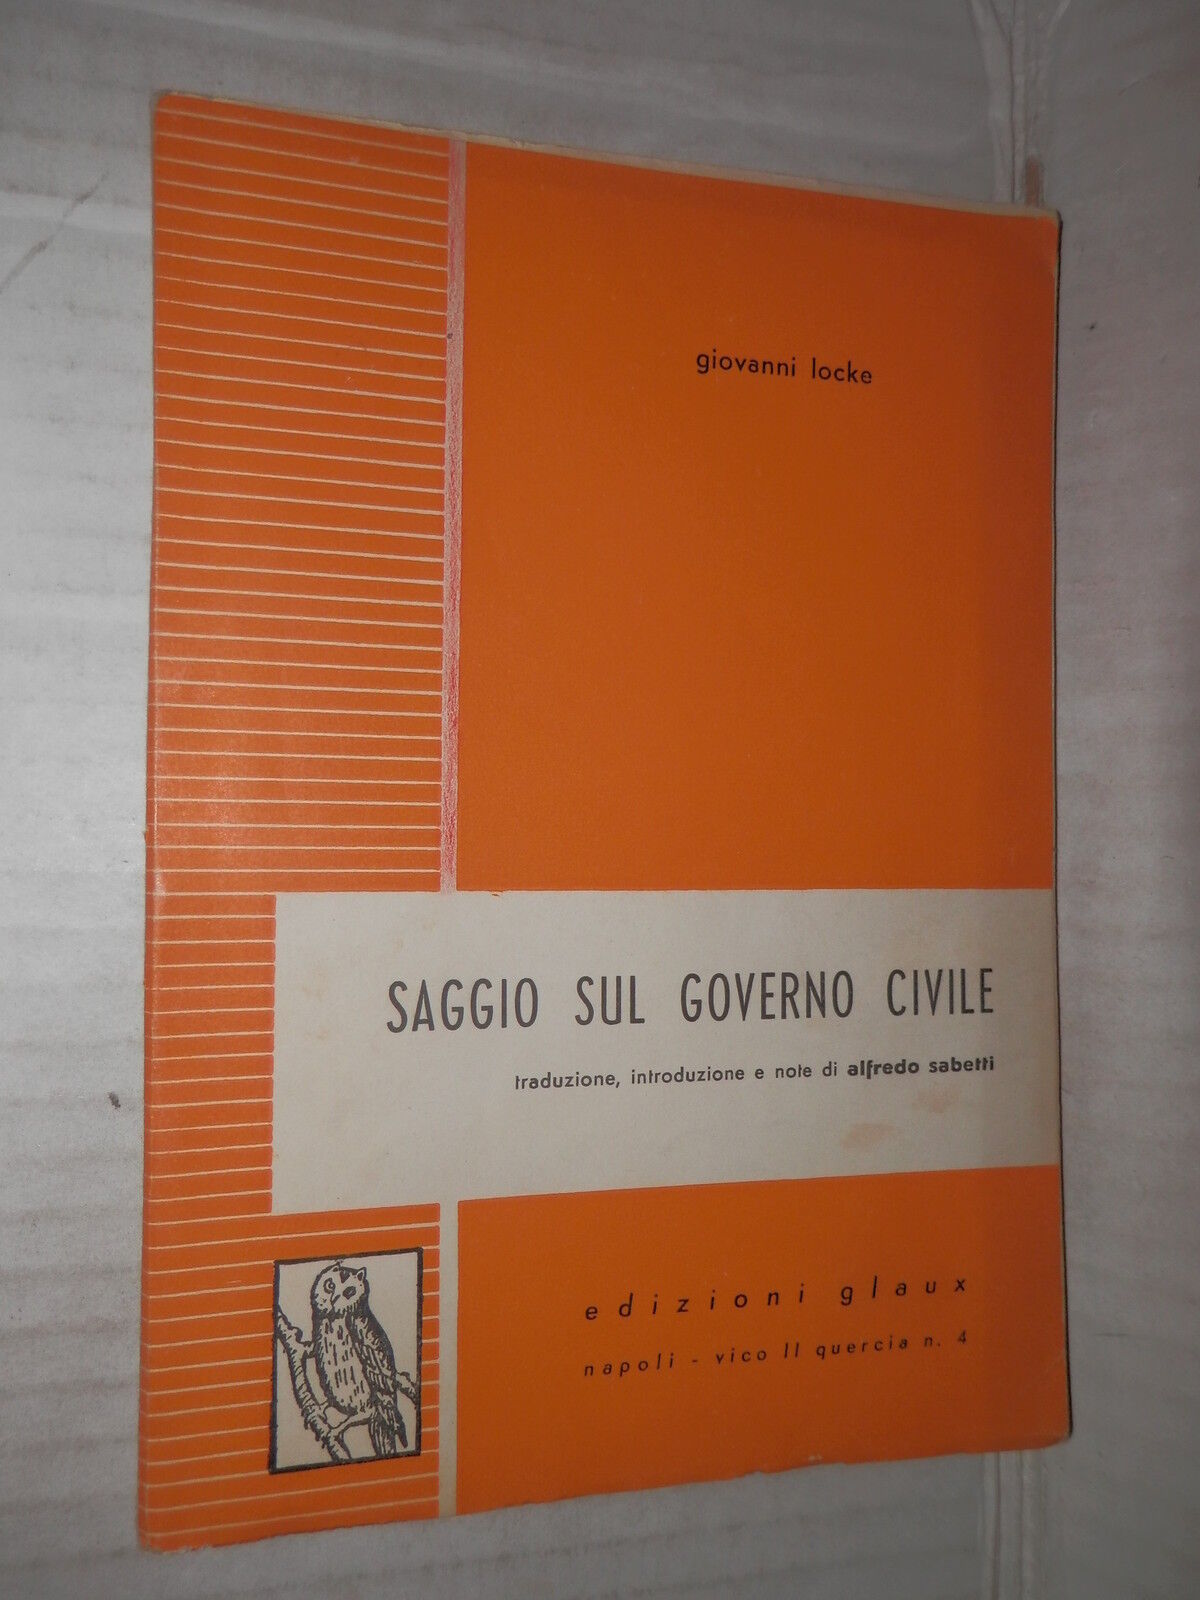 giovanni locke
SAGGIO SUL GOVERNO CIVILE
traduzione, introduzione e note di alfredo sabetti
edizioni glaux
napoli - vico II quercia n. 4